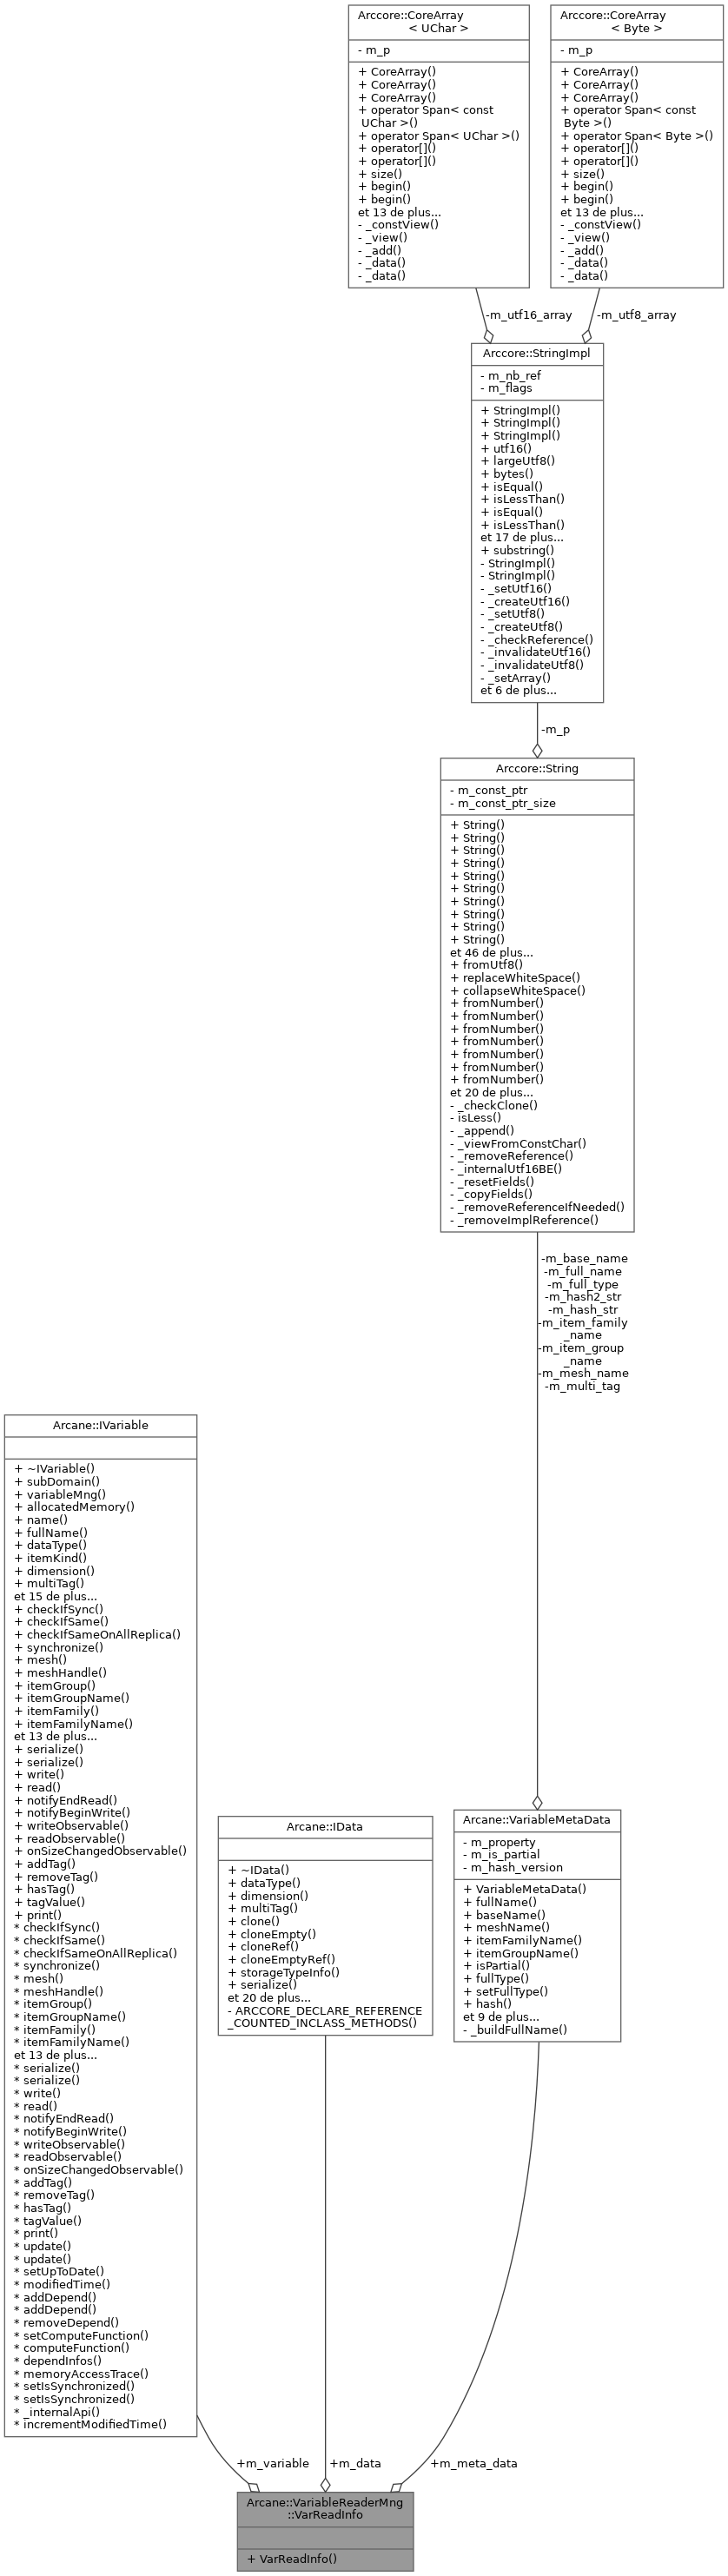 Arccore::CoreArray
< UChar >
- m_p
+ CoreArray()
+ CoreArray()
+ CoreArray()
+ operator Span< const
UChar >()
+ operator Span< UChar >()
+ operator[]()
+ operator[]()
+ size()
+ begin()
+ begin()
et 13 de plus...
- _constView()
- _view()
- _add()
- _data()
- _data()
Arccore::CoreArray
< Byte >
- m_p
+ CoreArray()
+ CoreArray()
+ CoreArray()
+ operator Span< const
Byte >()
+ operator Span< Byte >()
+ operator[]()
+ operator[]()
+ size()
+ begin()
+ begin()
et 13 de plus...
- _constView()
- _view()
- _add()
- _data()
- _data()
-m_utf16_array
-m_utf8_array
Arccore::StringImpl
- m_nb_ref
- m_flags
+ StringImpl()
+ StringImpl()
+ StringImpl()
+ utf16()
+ largeUtf8()
+ bytes()
+ isEqual()
+ isLessThan()
+ isEqual()
+ isLessThan()
et 17 de plus...
+ substring()
- StringImpl()
- StringImpl()
- _setUtf16()
- _createUtf16()
- _setUtf8()
- _createUtf8()
- _checkReference()
- _invalidateUtf16()
- _invalidateUtf8()
- _setArray()
et 6 de plus...
-m_p
Arccore::String
- m_const_ptr
- m_const_ptr_size
+ String()
+ String()
+ String()
+ String()
+ String()
+ String()
+ String()
+ String()
+ String()
+ String()
et 46 de plus...
+ fromUtf8()
+ replaceWhiteSpace()
+ collapseWhiteSpace()
+ fromNumber()
+ fromNumber()
+ fromNumber()
+ fromNumber()
+ fromNumber()
+ fromNumber()
+ fromNumber()
et 20 de plus...
- _checkClone()
- isLess()
- _append()
- _viewFromConstChar()
- _removeReference()
- _internalUtf16BE()
- _resetFields()
- _copyFields()
- _removeReferenceIfNeeded()
- _removeImplReference()
-m_base_name
-m_full_name
-m_full_type
-m_hash2_str
-m_hash_str
-m_item_family
_name
-m_item_group
_name
-m_mesh_name
-m_multi_tag
Arcane::IVariable
+ ~IVariable()
+ subDomain()
+ variableMng()
+ allocatedMemory()
+ name()
+ fullName()
+ dataType()
+ itemKind()
+ dimension()
+ multiTag()
et 15 de plus...
+ checkIfSync()
+ checkIfSame()
+ checkIfSameOnAllReplica()
+ synchronize()
+ mesh()
+ meshHandle()
+ itemGroup()
+ itemGroupName()
+ itemFamily()
+ itemFamilyName()
et 13 de plus...
+ serialize()
+ serialize()
+ write()
+ read()
+ notifyEndRead()
+ notifyBeginWrite()
+ writeObservable()
+ readObservable()
+ onSizeChangedObservable()
+ addTag()
+ removeTag()
+ hasTag()
+ tagValue()
+ print()
* checkIfSync()
* checkIfSame()
* checkIfSameOnAllReplica()
* synchronize()
* mesh()
* meshHandle()
* itemGroup()
* itemGroupName()
* itemFamily()
* itemFamilyName()
et 13 de plus...
* serialize()
* serialize()
* write()
* read()
* notifyEndRead()
* notifyBeginWrite()
* writeObservable()
* readObservable()
* onSizeChangedObservable()
* addTag()
* removeTag()
* hasTag()
* tagValue()
* print()
* update()
* update()
* setUpToDate()
* modifiedTime()
* addDepend()
* addDepend()
* removeDepend()
* setComputeFunction()
* computeFunction()
* dependInfos()
* memoryAccessTrace()
* setIsSynchronized()
* setIsSynchronized()
* _internalApi()
* incrementModifiedTime()
Arcane::IData
+ ~IData()
+ dataType()
+ dimension()
+ multiTag()
+ clone()
+ cloneEmpty()
+ cloneRef()
+ cloneEmptyRef()
+ storageTypeInfo()
+ serialize()
et 20 de plus...
- ARCCORE_DECLARE_REFERENCE
_COUNTED_INCLASS_METHODS()
Arcane::VariableMetaData
- m_property
- m_is_partial
- m_hash_version
+ VariableMetaData()
+ fullName()
+ baseName()
+ meshName()
+ itemFamilyName()
+ itemGroupName()
+ isPartial()
+ fullType()
+ setFullType()
+ hash()
et 9 de plus...
- _buildFullName()
+m_variable
+m_data
+m_meta_data
Arcane::VariableReaderMng
::VarReadInfo
+ VarReadInfo()